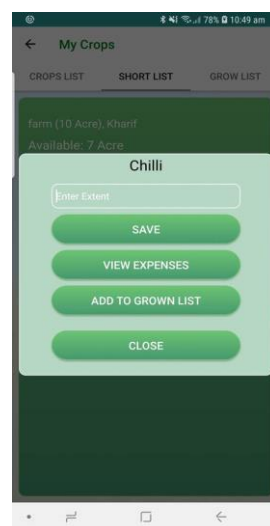 78% 10:49 am
My Crops
CROPS LIST SHORT LIST GROW LIST
farm (10 Acre), Kharif
Available: 7 Acre
Chilli
Enter Extent
SAVE
VIEW EXPENSES
ADD TO GROWN LIST
CLOSE